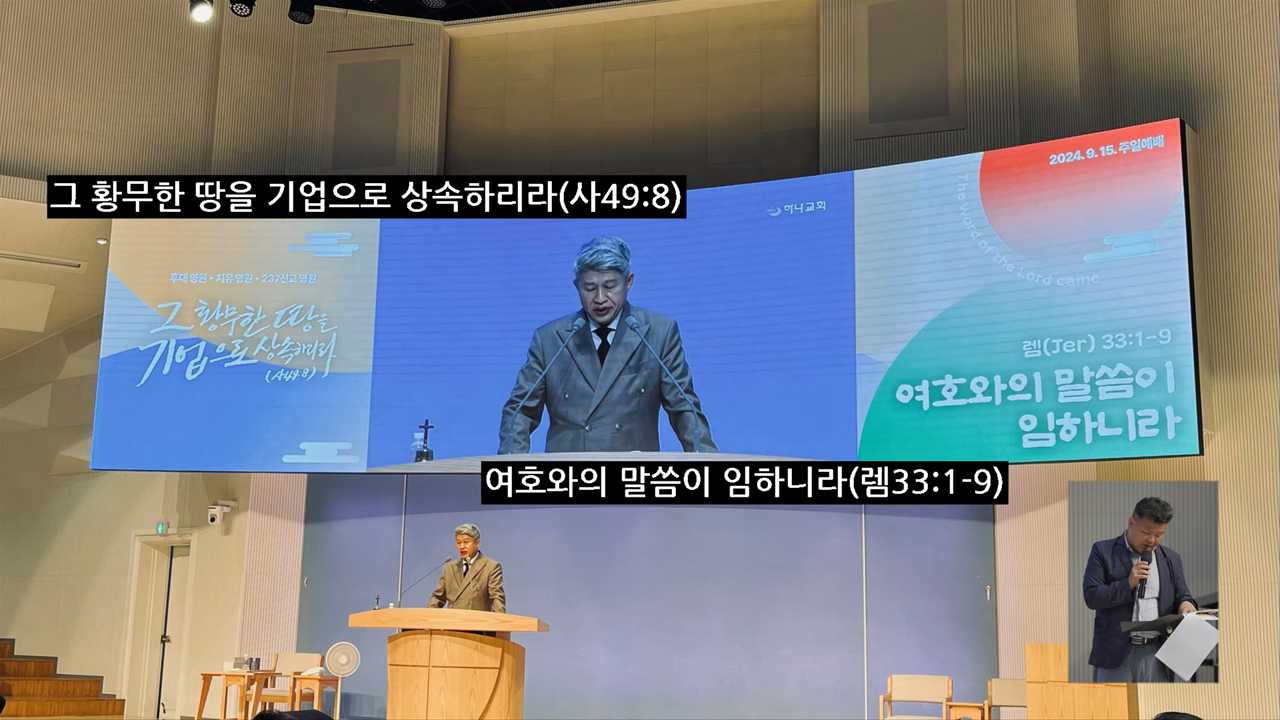 그 황무한 땅을 기업으로 상속하리라(사49:8)
후대 영원 • 치유 영원 • 237선교 영원
그 황무한 땅을
기업으로 상속하리라
(사49:8)
하나교회
2024. 9. 15. 주일예배
The Word of the Lord came
렘(Jer) 33:1-9
여호와의 말씀이
임하니라
여호와의 말씀이 임하니라(렘33:1-9)